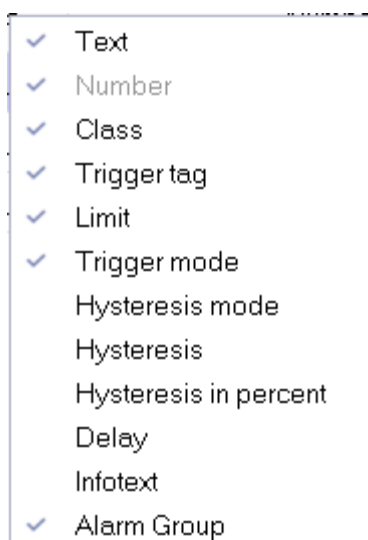 Text
Number
Class
Trigger tag
Limit
Trigger mode
Hysteresis mode
Hysteresis
Hysteresis in percent
Delay
Infotext
Alarm Group